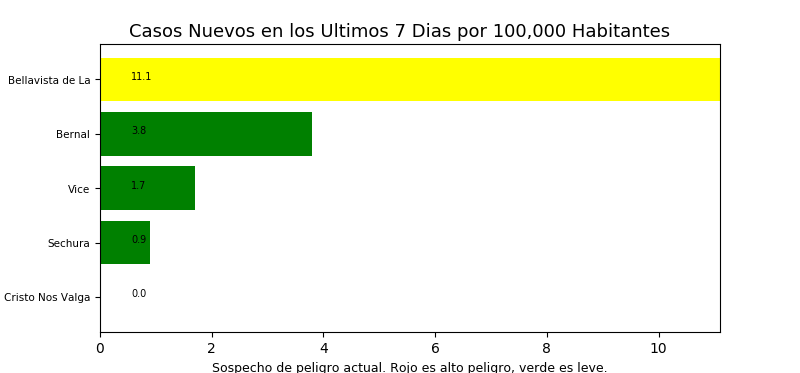 Casos Nuevos en los Ultimos 7 Dias por 100,000 Habitantes
Bellavista de La 11.1
Bernal 3.8
Vice 1.7
Sechura 0.9
Cristo Nos Valga 0.0
0 2 4 6 8 10
Sospecho de peligro actual. Rojo es alto peligro, verde es leve.